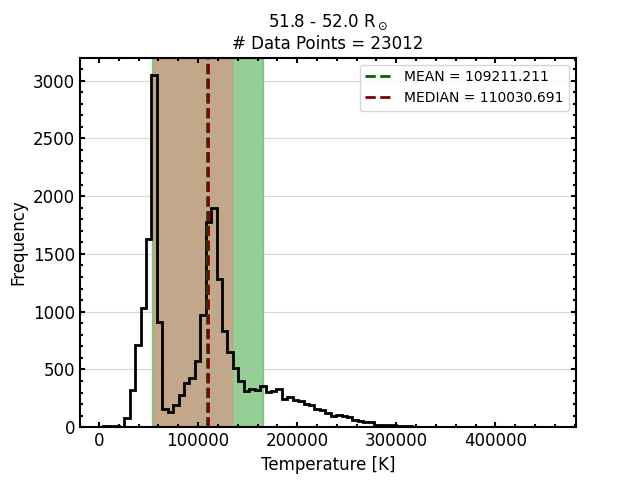 51.8 - 52.0 R⊙
# Data Points = 23012
MEAN = 109211.211
MEDIAN = 110030.691
Frequency
3000
2500
2000
1500
1000
500
0
0 100000 200000 300000 400000
Temperature [K]